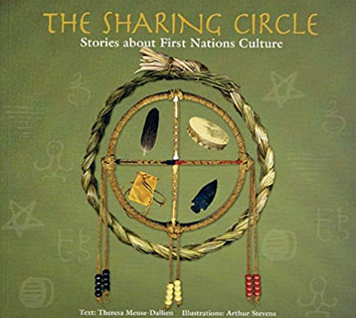 THE SHARING CIRCLE
Stories about First Nations Culture
Text: Theresa Meuse-Dallien Illustrations: Arthur Stevens